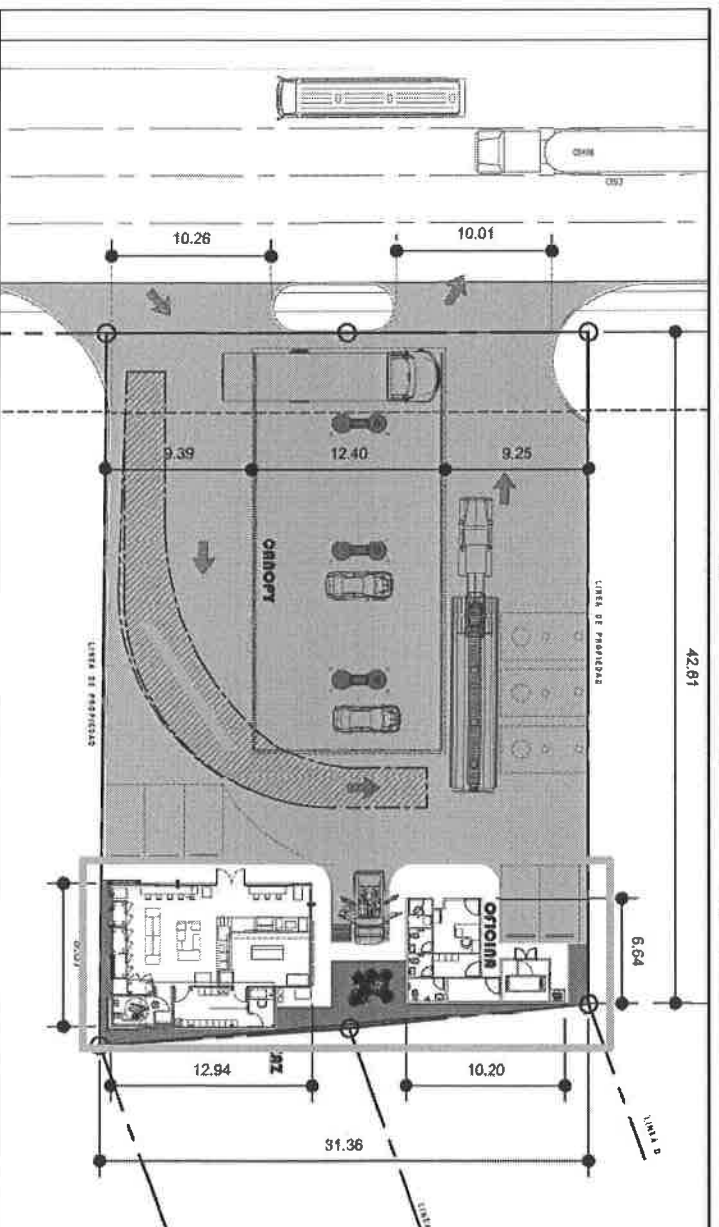 10.26
10.01
9.39
12.40
9.25
CANOPY
LINEA DE PROPIEDAD
LINEA DE PROPIEDAD
42.61
OFICINA
6.64
12.94
10.20
31.36
LINEA D